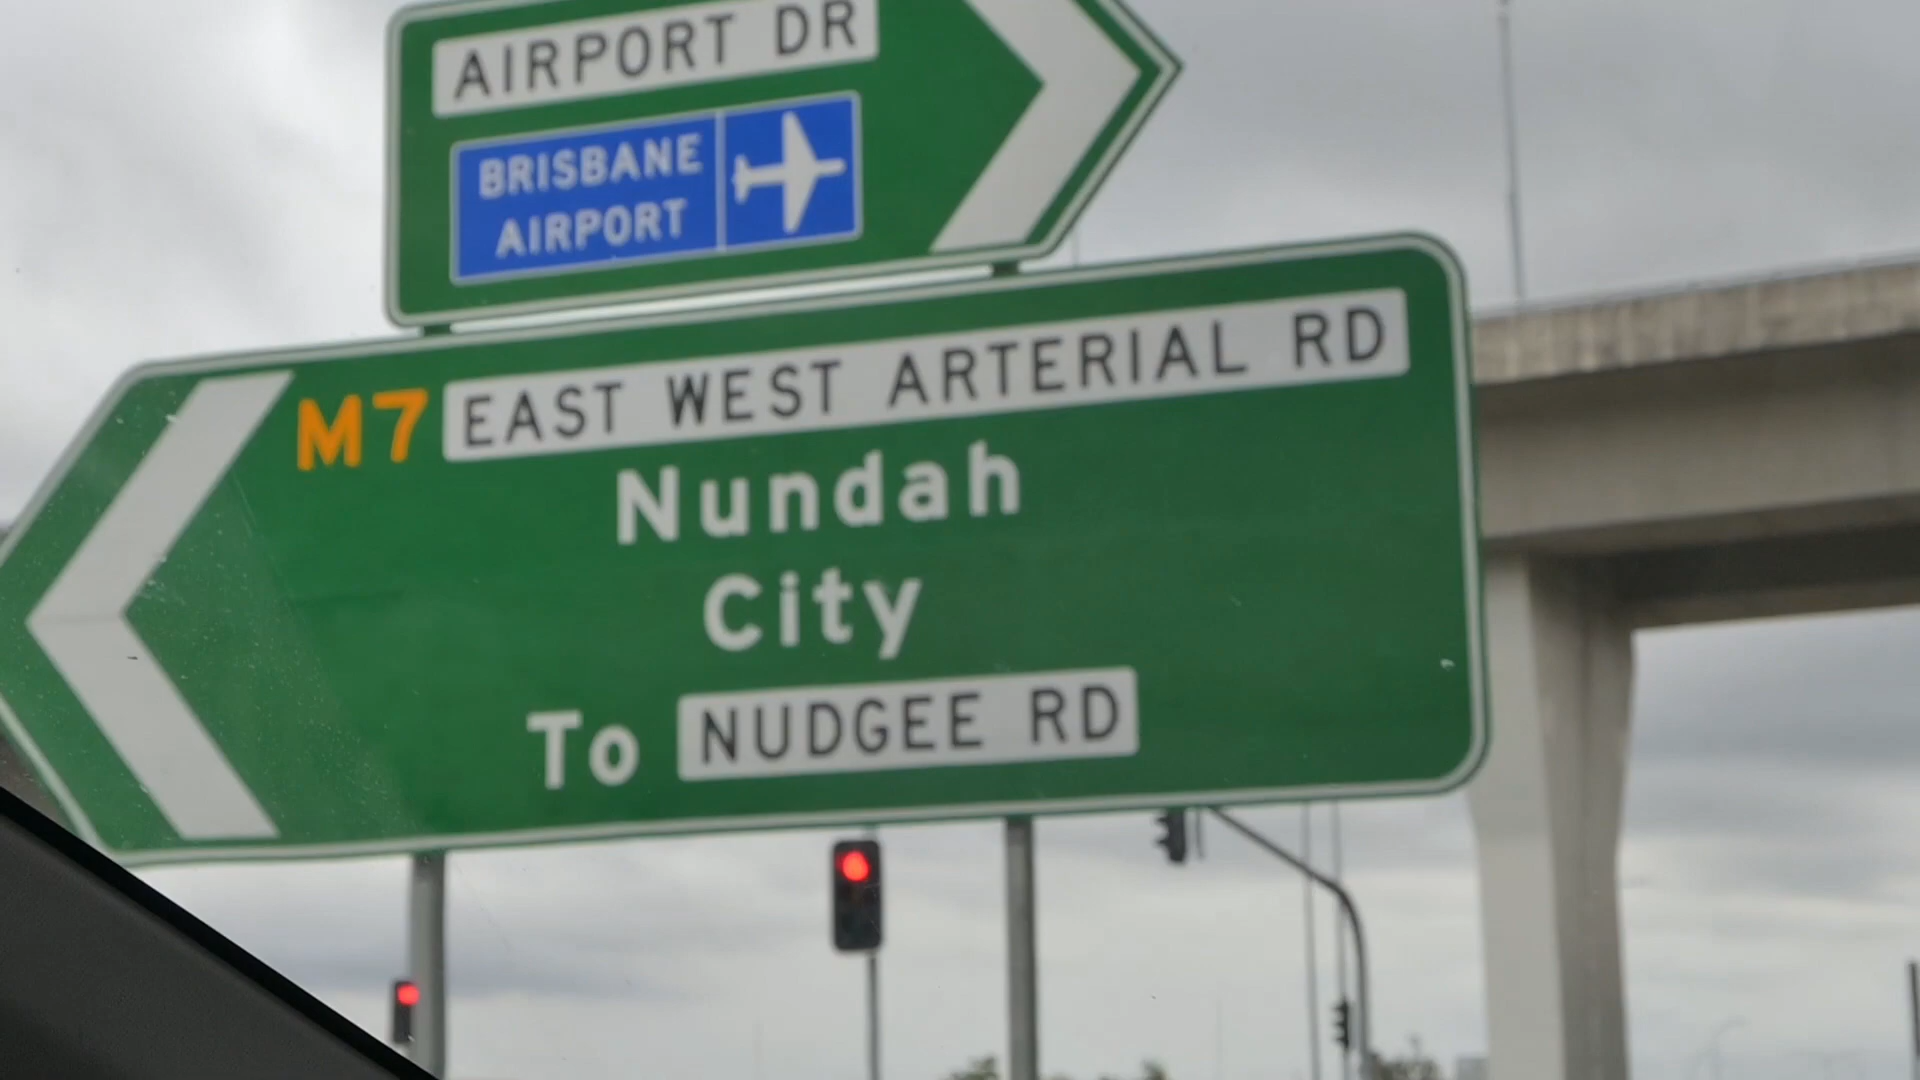 AIRPORT DR
BRISBANE
AIRPORT
M7 EAST WEST ARTERIAL RD
Nundah
City
To NUDGEE RD